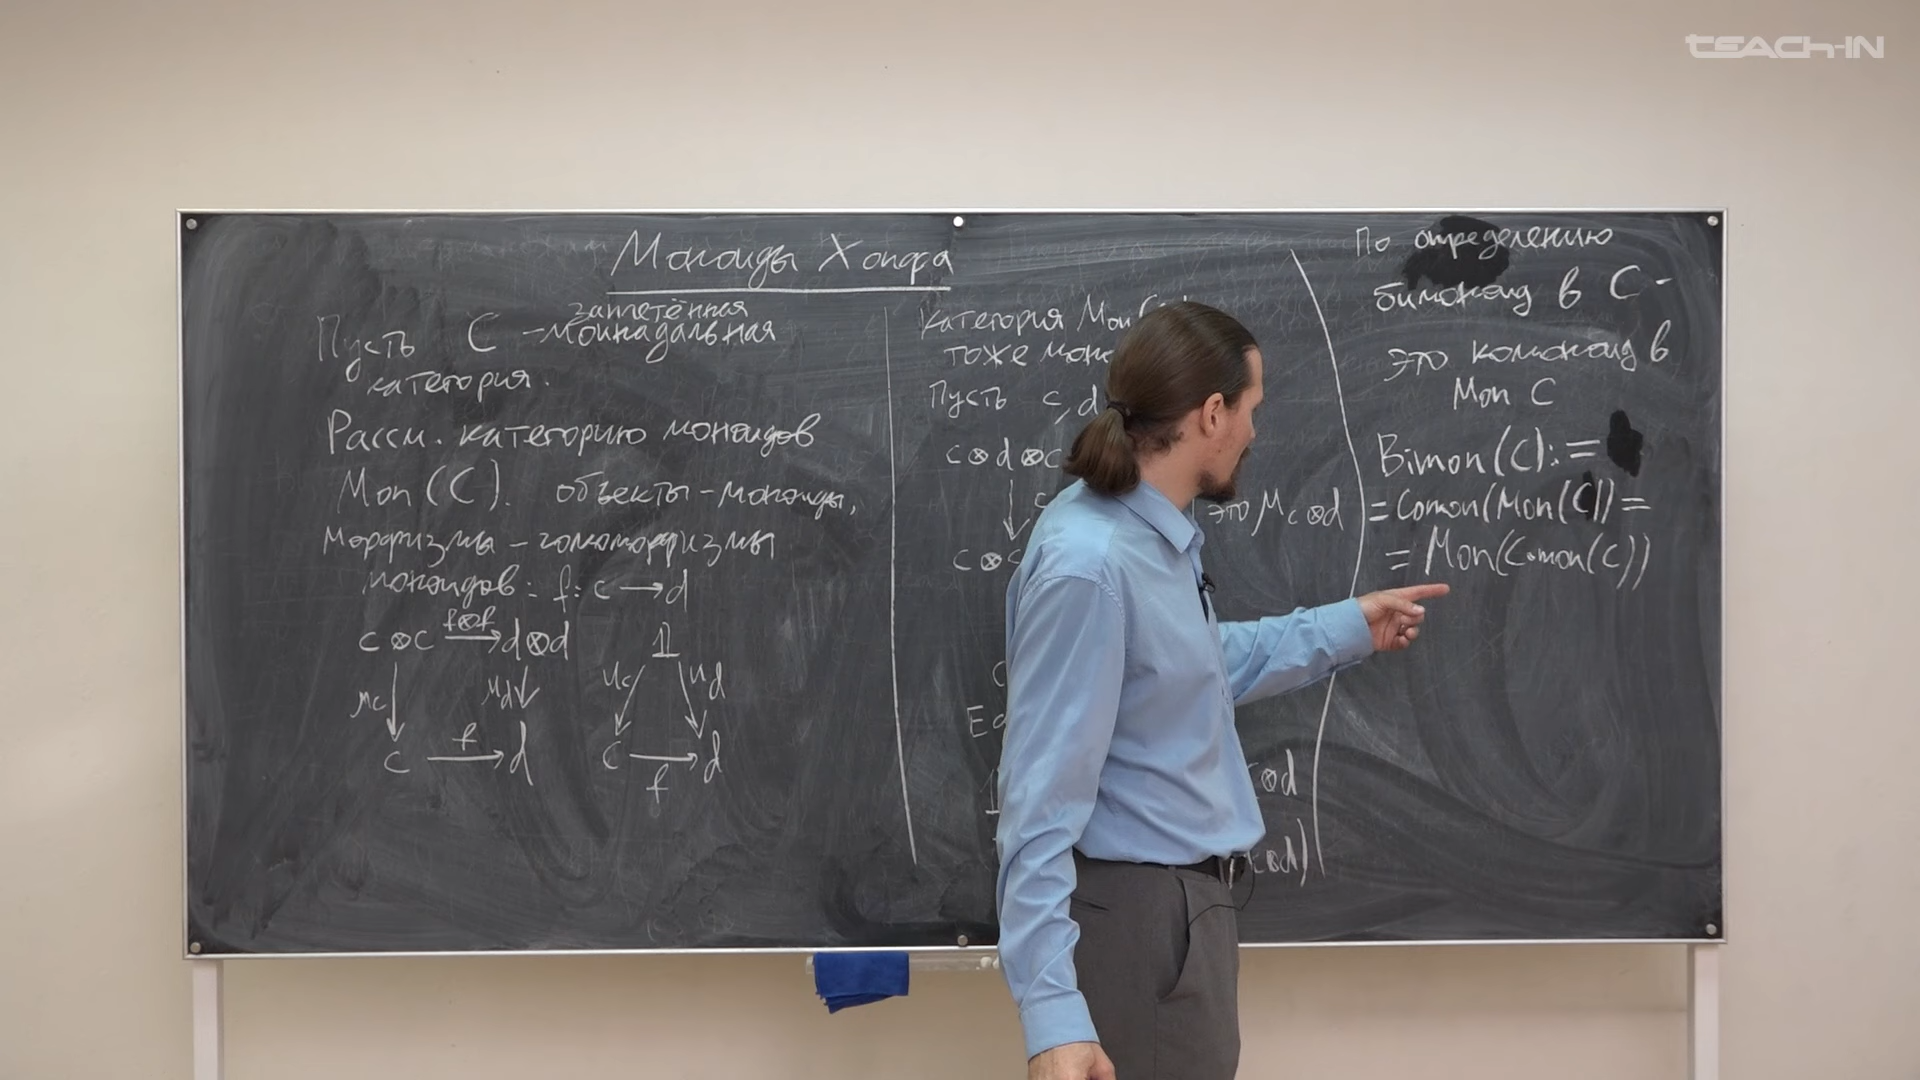 TEACH-IN
Моноиды Хопфа
заплетённая
Пусть C - моноидальная
категория.
Рассм. категорию моноидов
Mon(C). объекты - моноиды,
морфизмы - гомоморфизмы
моноидов: f: c → d
c ⊗ c f⊗f → d ⊗ d 𝟙
μc ↓ μd ↓ uc ud
c f → d c → d
f
Категория Mon
тоже
Пусть c, d
c ⊗ d ⊗ c
это μ c⊗d
c ⊗
⊗ d
⊗ d)
По определению
бимоноид в C -
это комоноид в
Mon C
Bimon(C) :=
= Comon(Mon(C)) =
= Mon(Comon(C))